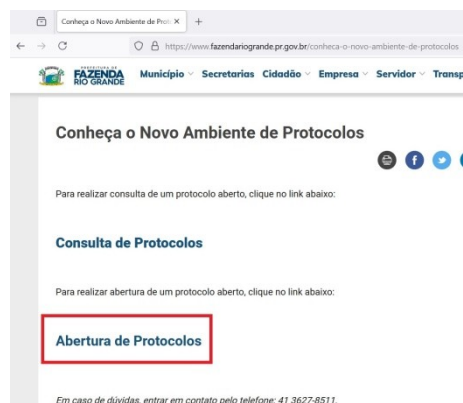 Conheça o Novo Ambiente de Prot
https://www.fazendariogrande.pr.gov.br/conheca-o-novo-ambiente-de-protocolos
PREFEITURA DE
FAZENDA
RIO GRANDE
Município Secretarias Cidadão Empresa Servidor Transp
Conheça o Novo Ambiente de Protocolos
Para realizar consulta de um protocolo aberto, clique no link abaixo:
Consulta de Protocolos
Para realizar abertura de um protocolo aberto, clique no link abaixo:
Abertura de Protocolos
Em caso de dúvidas, entrar em contato pelo telefone: 41 3627-8511.